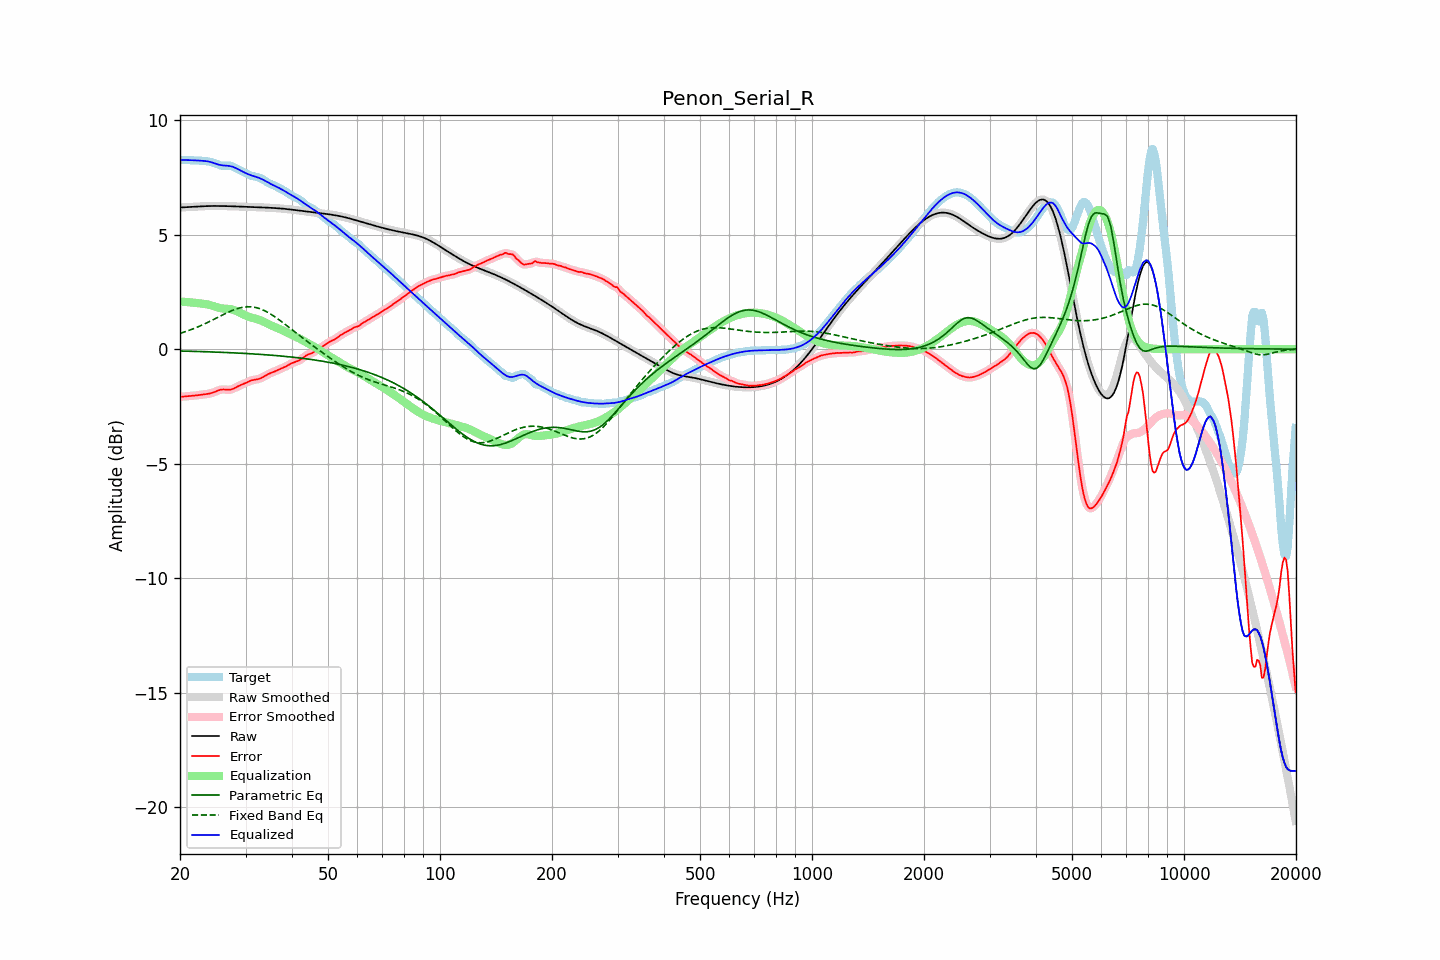 Penon_Serial_R
10
5
0
−5
−10
−15
−20
Amplitude (dBr)
Target
Raw Smoothed
Error Smoothed
Raw
Error
Equalization
Parametric Eq
Fixed Band Eq
Equalized
20 50 100 200 500 1000 2000 5000 10000 20000
Frequency (Hz)